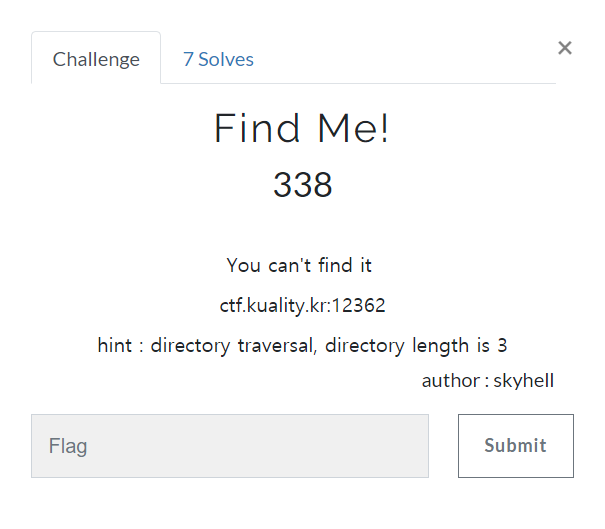 Challenge
7 Solves
×
Find Me!
338
You can't find it
ctf.kuality.kr:12362
hint : directory traversal, directory length is 3
author : skyhell
Flag
Submit